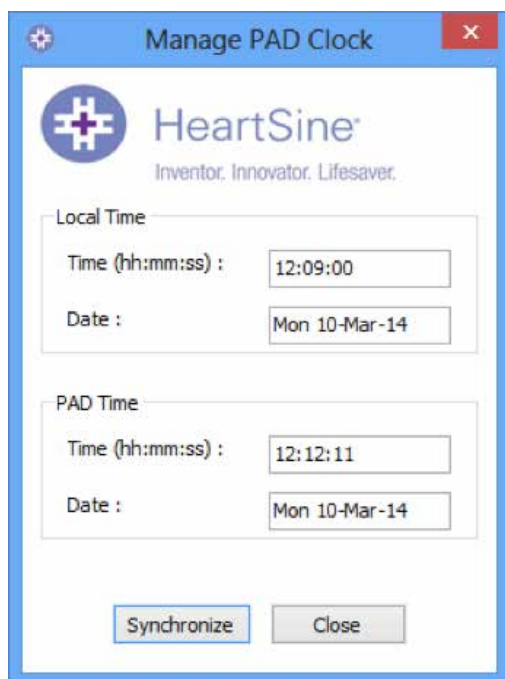 Manage PAD Clock
HeartSine
Inventor. Innovator. Lifesaver.
Local Time
Time (hh:mm:ss) : 12:09:00
Date : Mon 10-Mar-14
PAD Time
Time (hh:mm:ss) : 12:12:11
Date : Mon 10-Mar-14
Synchronize Close